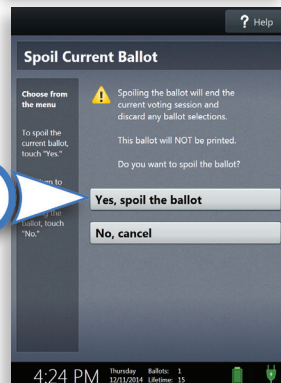 ? Help
Spoil Current Ballot
Choose from
the menu
To spoil the
current ballot,
touch "Yes."
to
the
ballot, touch
"No."
Spoiling the ballot will end the
current voting session and
discard any ballot selections.
This ballot will NOT be printed.
Do you want to spoil the ballot?
Yes, spoil the ballot
No, cancel
4:24 PM
Thursday Ballots: 1
12/11/2014 Lifetime: 15